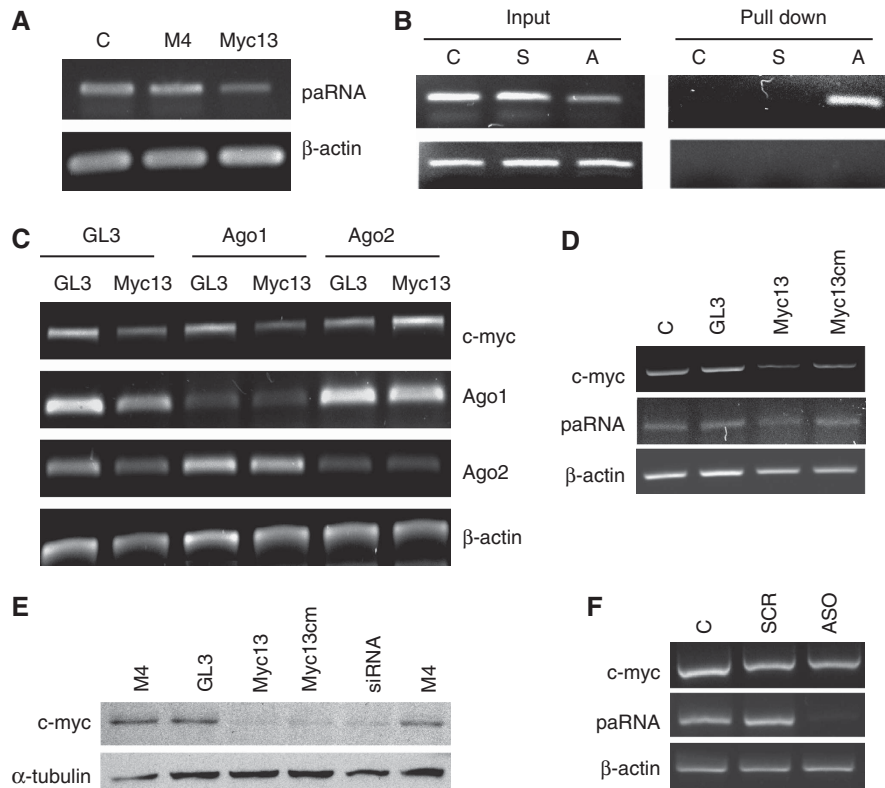 A
C M4 Myc13
paRNA
β-actin
B
Input Pull down
C S A C S A
C
GL3 Ago1 Ago2
GL3 Myc13 GL3 Myc13 GL3 Myc13
c-myc
Ago1
Ago2
β-actin
D
C GL3 Myc13 Myc13cm
c-myc
paRNA
β-actin
E
M4 GL3 Myc13 Myc13cm siRNA M4
c-myc
α-tubulin
F
C SCR ASO
c-myc
paRNA
β-actin